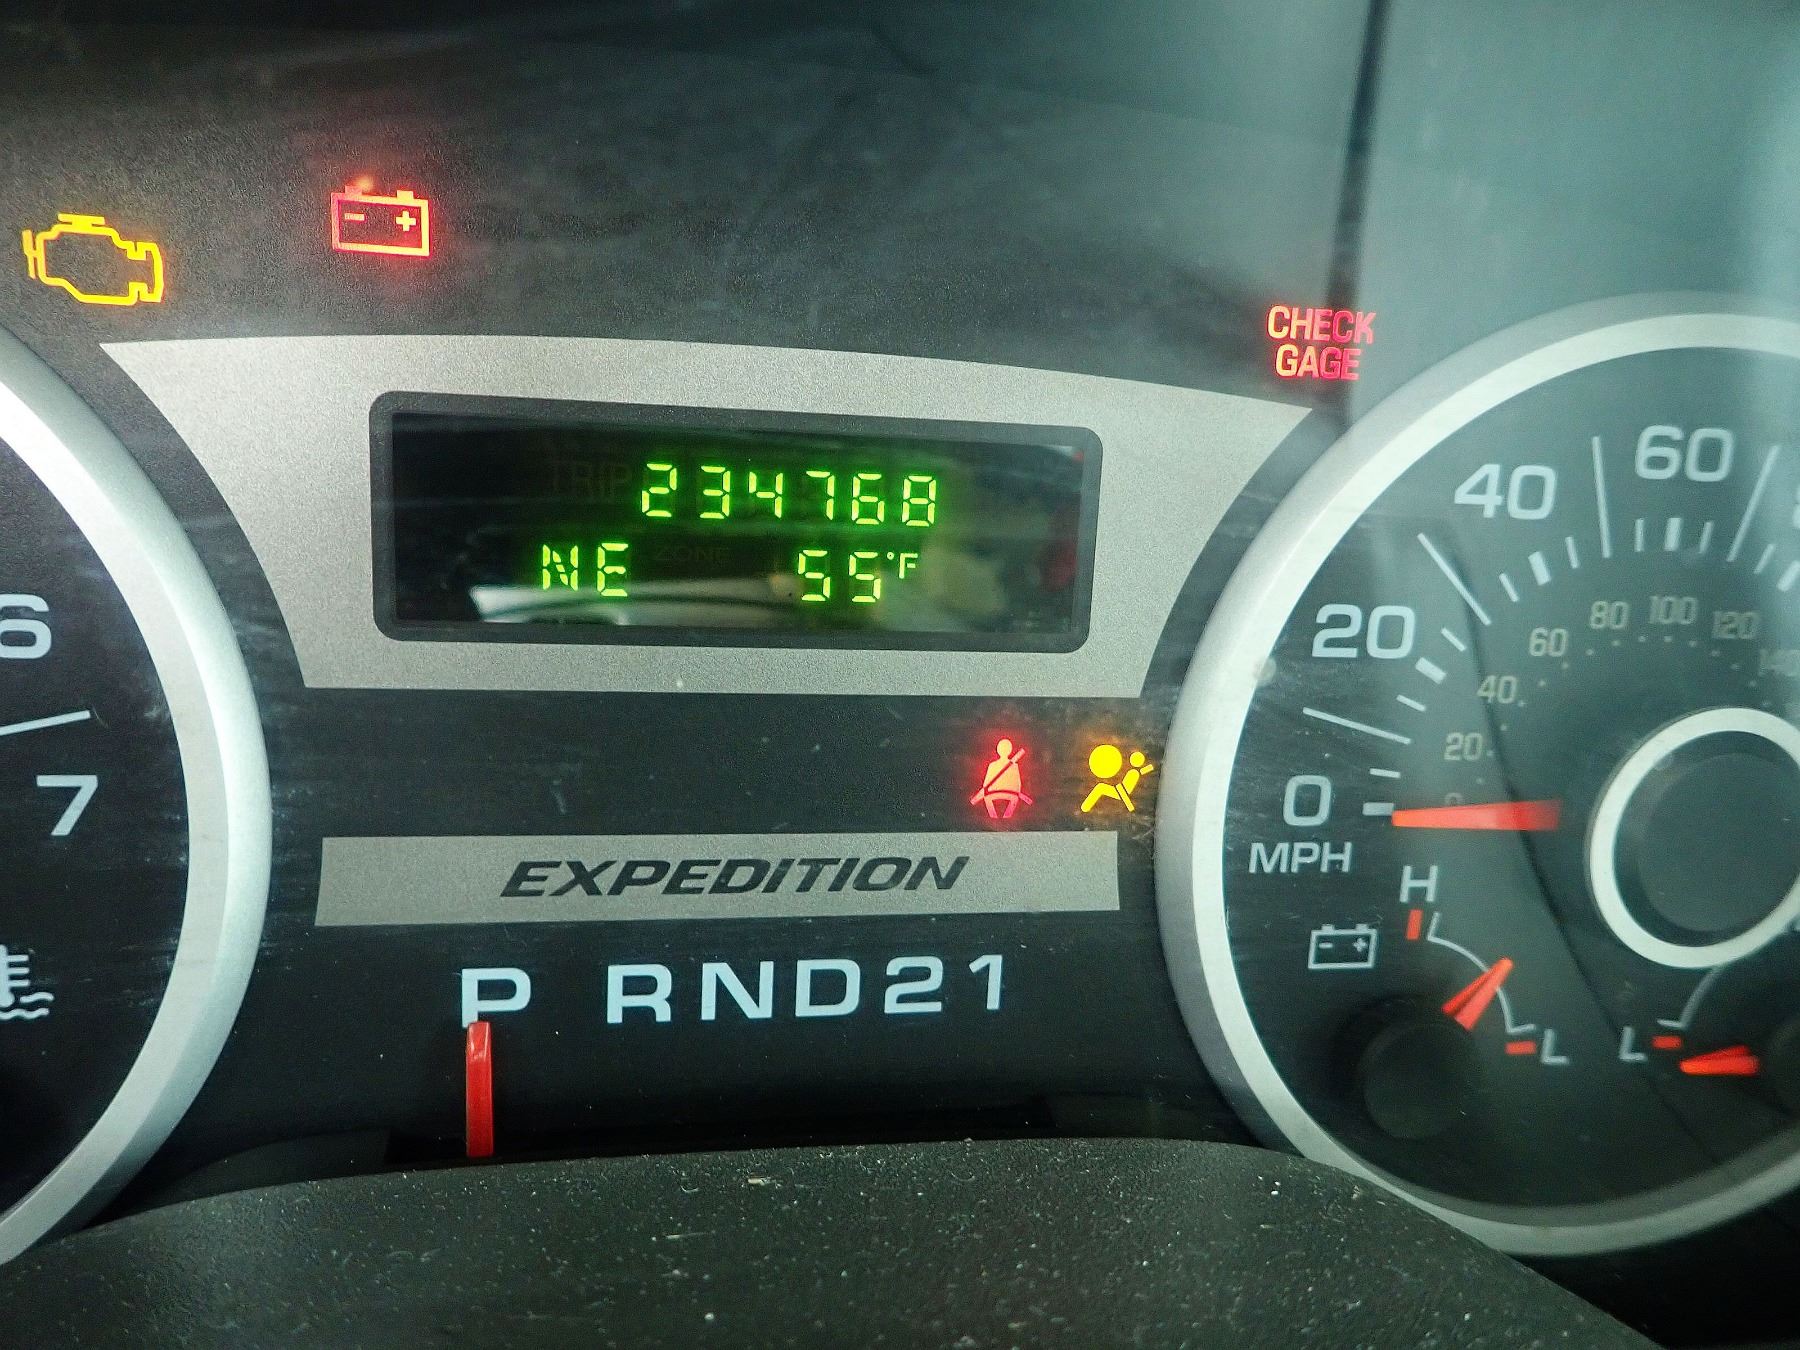 CHECK
GAGE
234768
NE ZONE 55°F
6
7
EXPEDITION
P RND21
0 20 40 60
20 40 60 80 100 120
MPH
H
L
L